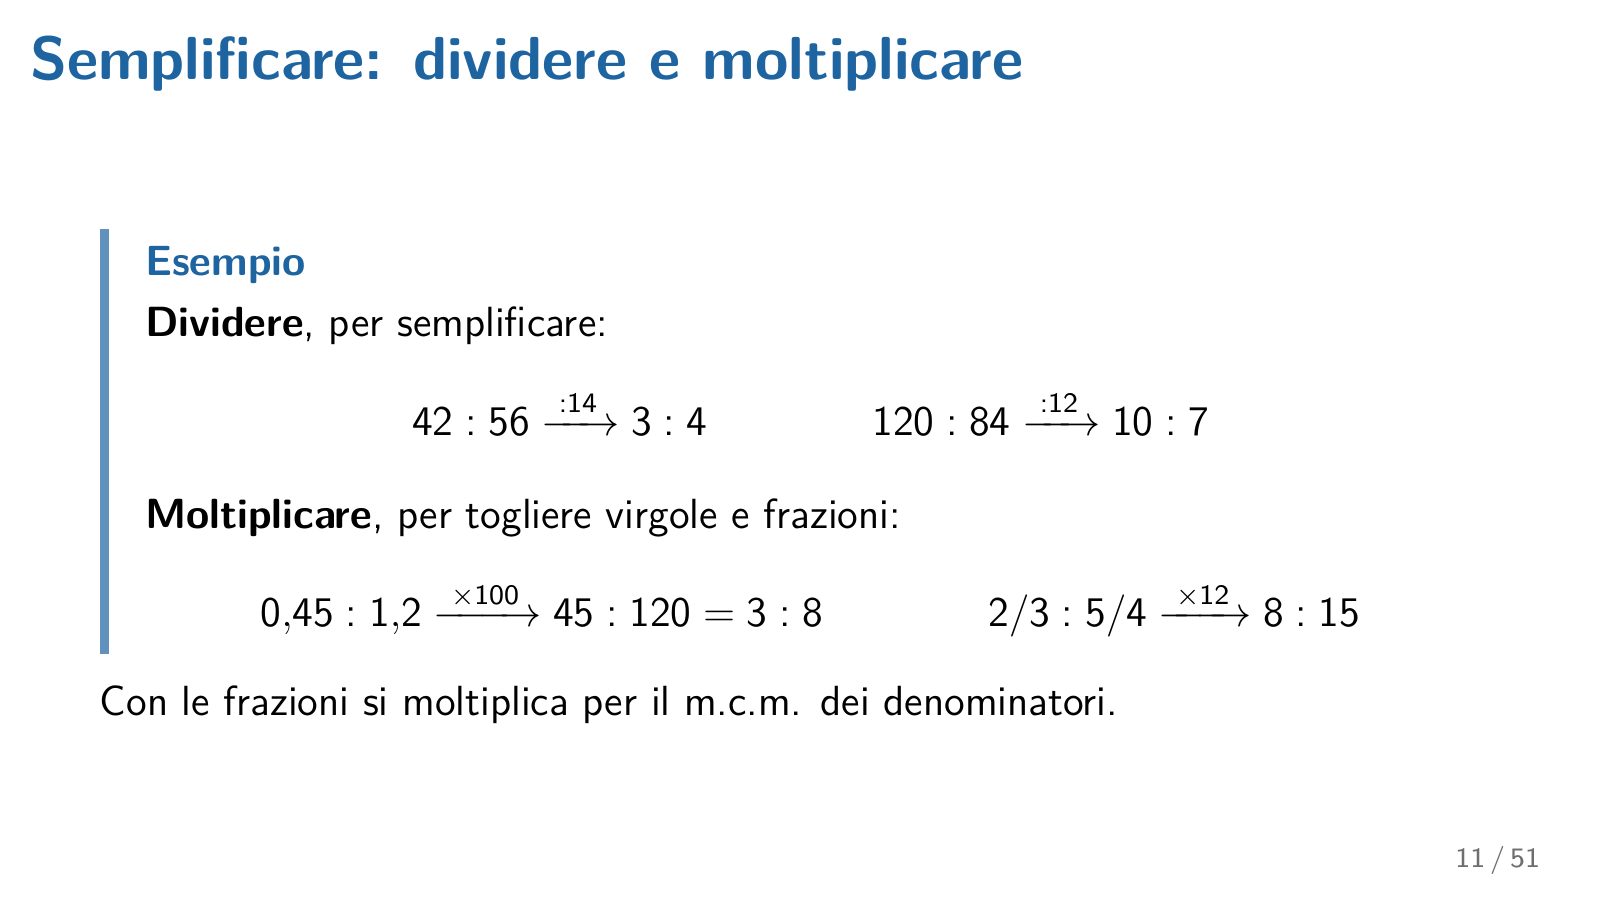 Semplificare: dividere e moltiplicare
Esempio
Dividere, per semplificare:
42 : 56 :14⟶ 3 : 4 120 : 84 :12⟶ 10 : 7
Moltiplicare, per togliere virgole e frazioni:
0,45 : 1,2 ×100⟶ 45 : 120 = 3 : 8 2/3 : 5/4 ×12⟶ 8 : 15
Con le frazioni si moltiplica per il m.c.m. dei denominatori.
11 / 51